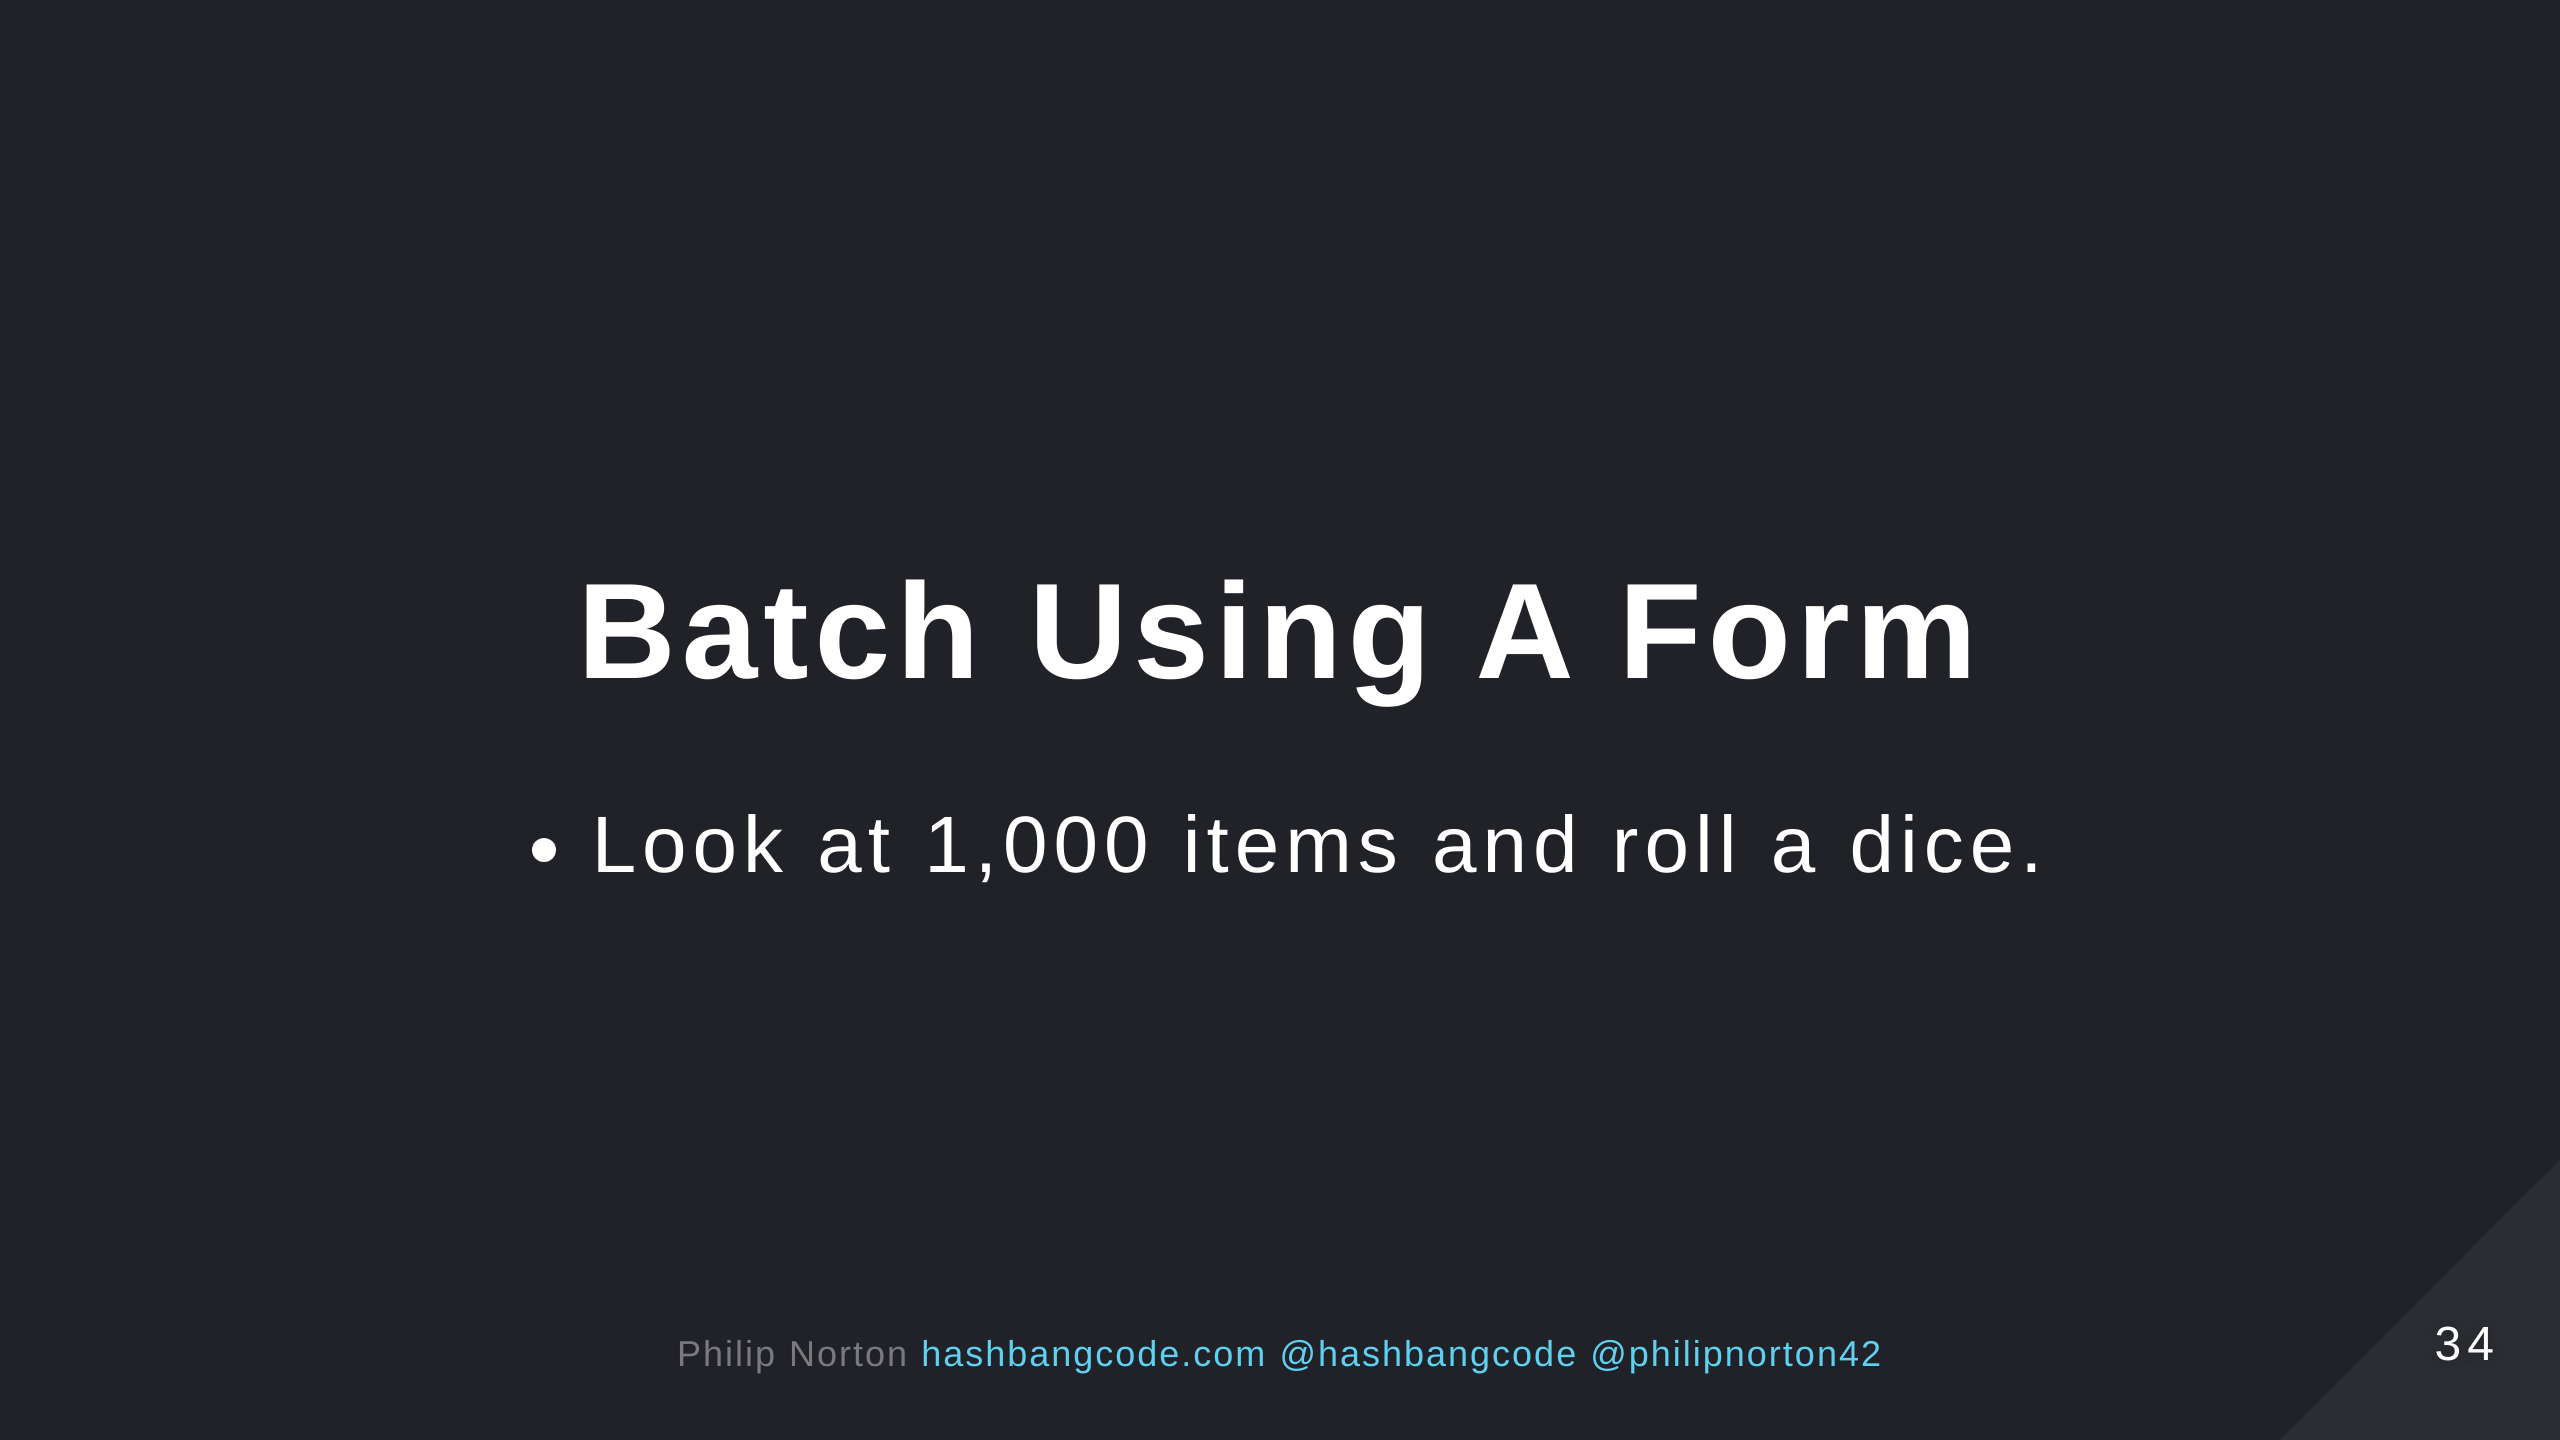 Batch Using A Form
• Look at 1,000 items and roll a dice.
Philip Norton hashbangcode.com @hashbangcode @philipnorton42
34